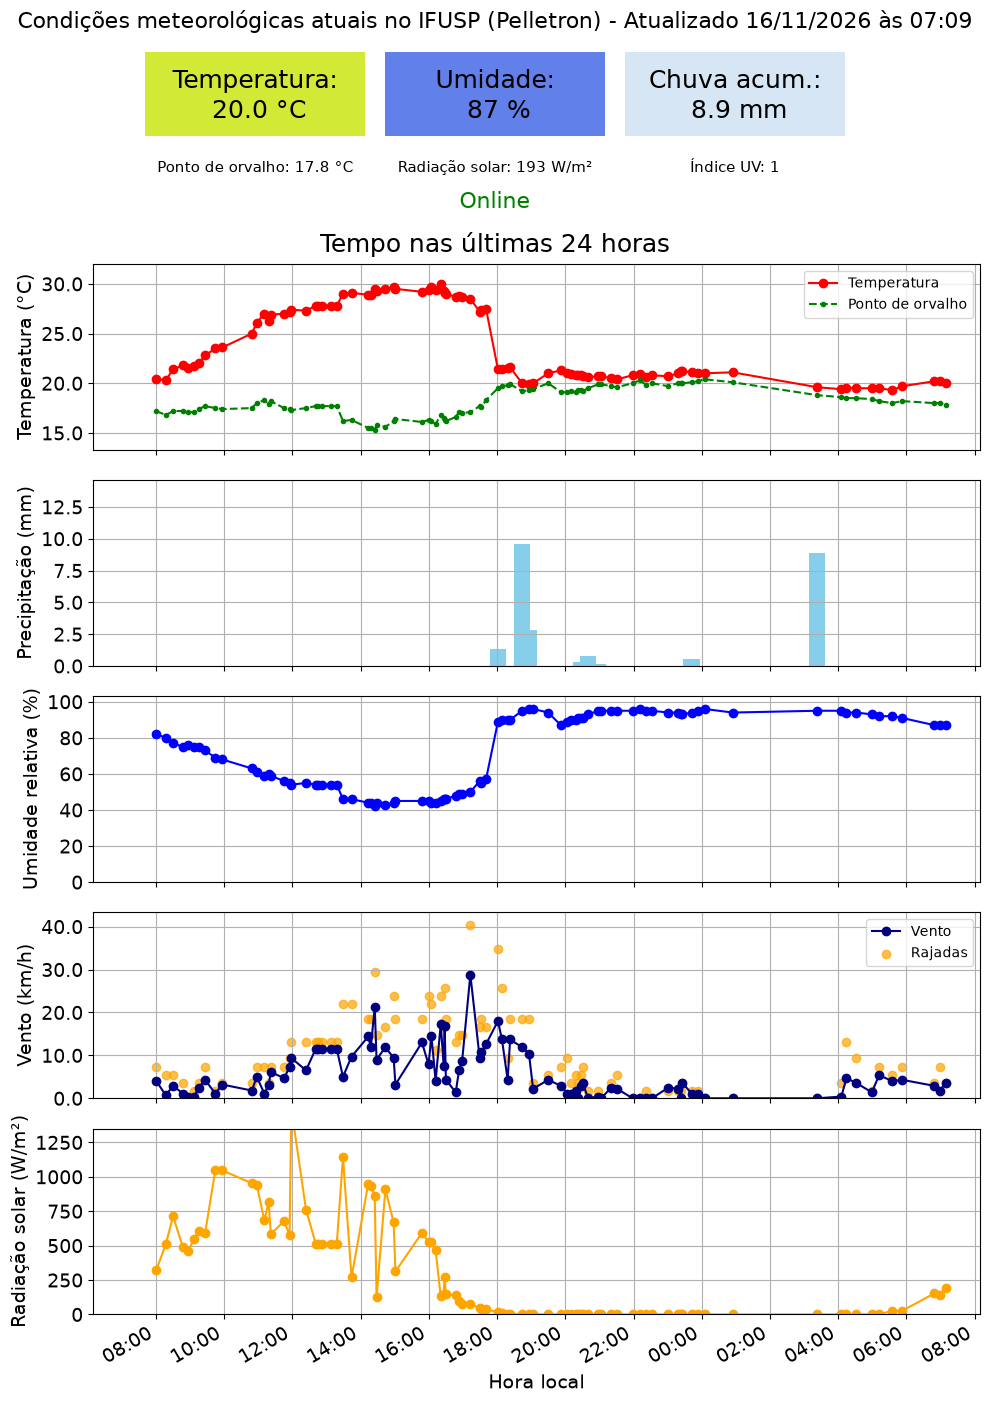 Condições meteorológicas atuais no IFUSP (Pelletron) - Atualizado 16/11/2026 às 07:09
Temperatura:
20.0 °C
Umidade:
87 %
Chuva acum.:
8.9 mm
Ponto de orvalho: 17.8 °C
Radiação solar: 193 W/m²
Índice UV: 1
Online
Tempo nas últimas 24 horas
Temperatura (°C)
30.0
25.0
20.0
15.0
Temperatura
Ponto de orvalho
Precipitação (mm)
12.5
10.0
7.5
5.0
2.5
0.0
Umidade relativa (%)
100
80
60
40
20
0
Vento (km/h)
40.0
30.0
20.0
10.0
0.0
Vento
Rajadas
Radiação solar (W/m²)
1250
1000
750
500
250
0
08:00 10:00 12:00 14:00 16:00 18:00 20:00 22:00 00:00 02:00 04:00 06:00 08:00
Hora local